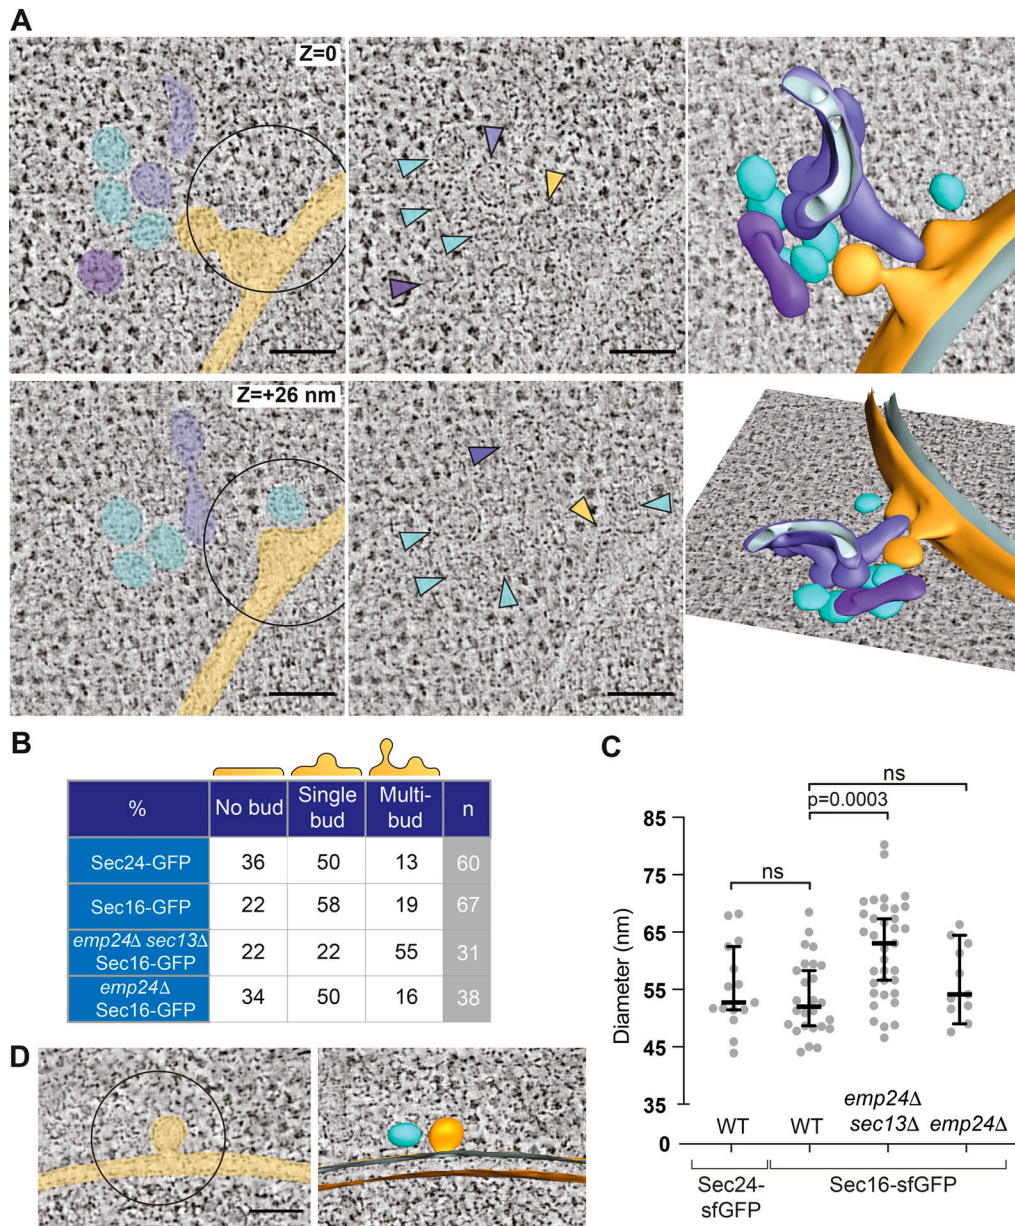 A
Z=0
Z=+26 nm
B
% No bud Single bud Multi-bud n
Sec24-GFP 36 50 13 60
Sec16-GFP 22 58 19 67
emp24Δ sec13Δ Sec16-GFP 22 22 55 31
emp24Δ Sec16-GFP 34 50 16 38
C
ns
p=0.0003
ns
85
75
65
55
45
35
0
Diameter (nm)
WT WT emp24Δ sec13Δ emp24Δ
Sec24-sfGFP Sec16-sfGFP
D